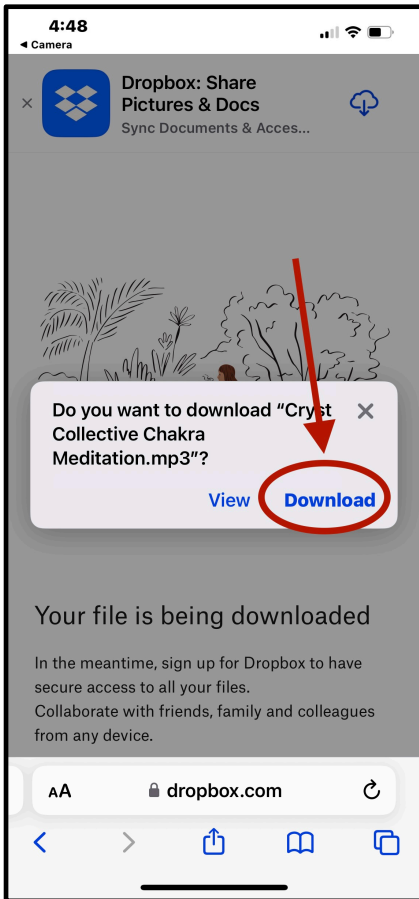 4:48
◄ Camera
Dropbox: Share
Pictures & Docs
Sync Documents & Acces...
Do you want to download “Cryst
Collective Chakra
Meditation.mp3”?
View Download
Your file is being downloaded
In the meantime, sign up for Dropbox to have
secure access to all your files.
Collaborate with friends, family and colleagues
from any device.
AA dropbox.com